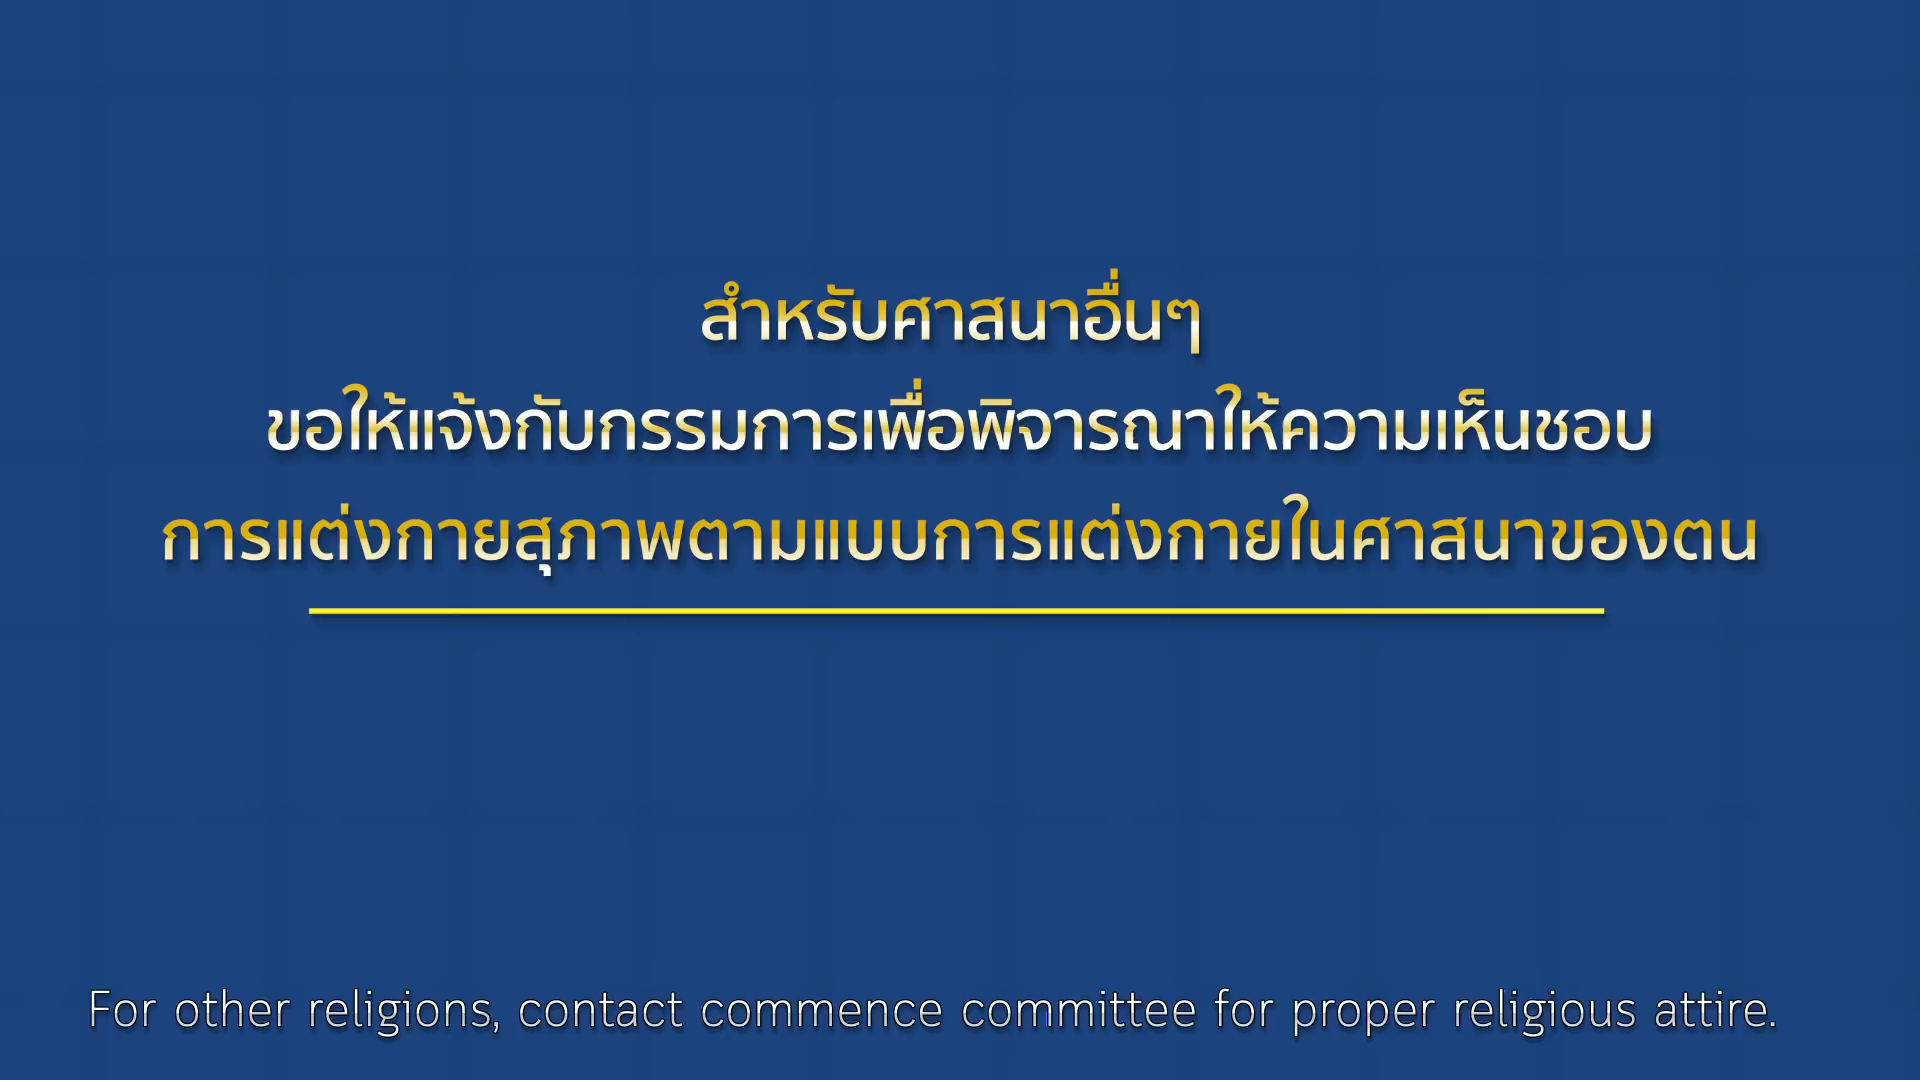 สำหรับศาสนาอื่นๆ
ขอให้แจ้งกับกรรมการเพื่อพิจารณาให้ความเห็นชอบ
การแต่งกายสุภาพตามแบบการแต่งกายในศาสนาของตน
For other religions, contact commence committee for proper religious attire.